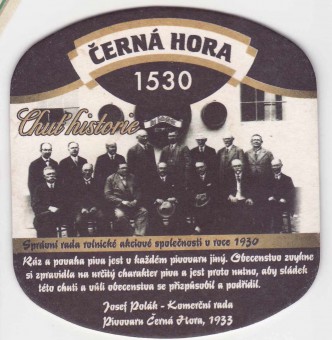 ČERNÁ HORA
1530
Chuť historie
Správní rada rolnické akciové společnosti v roce 1930
Ráz a povaha piva jest v každém pivovaru jiný. Obecenstvo zvykne
si zpravidla na určitý charakter piva a jest proto nutno, aby sládek
této chuti a vůli obecenstva se přizpůsobil a podřídil.
Josef Polák - Komerční rada
Pivovaru Černá Hora, 1933